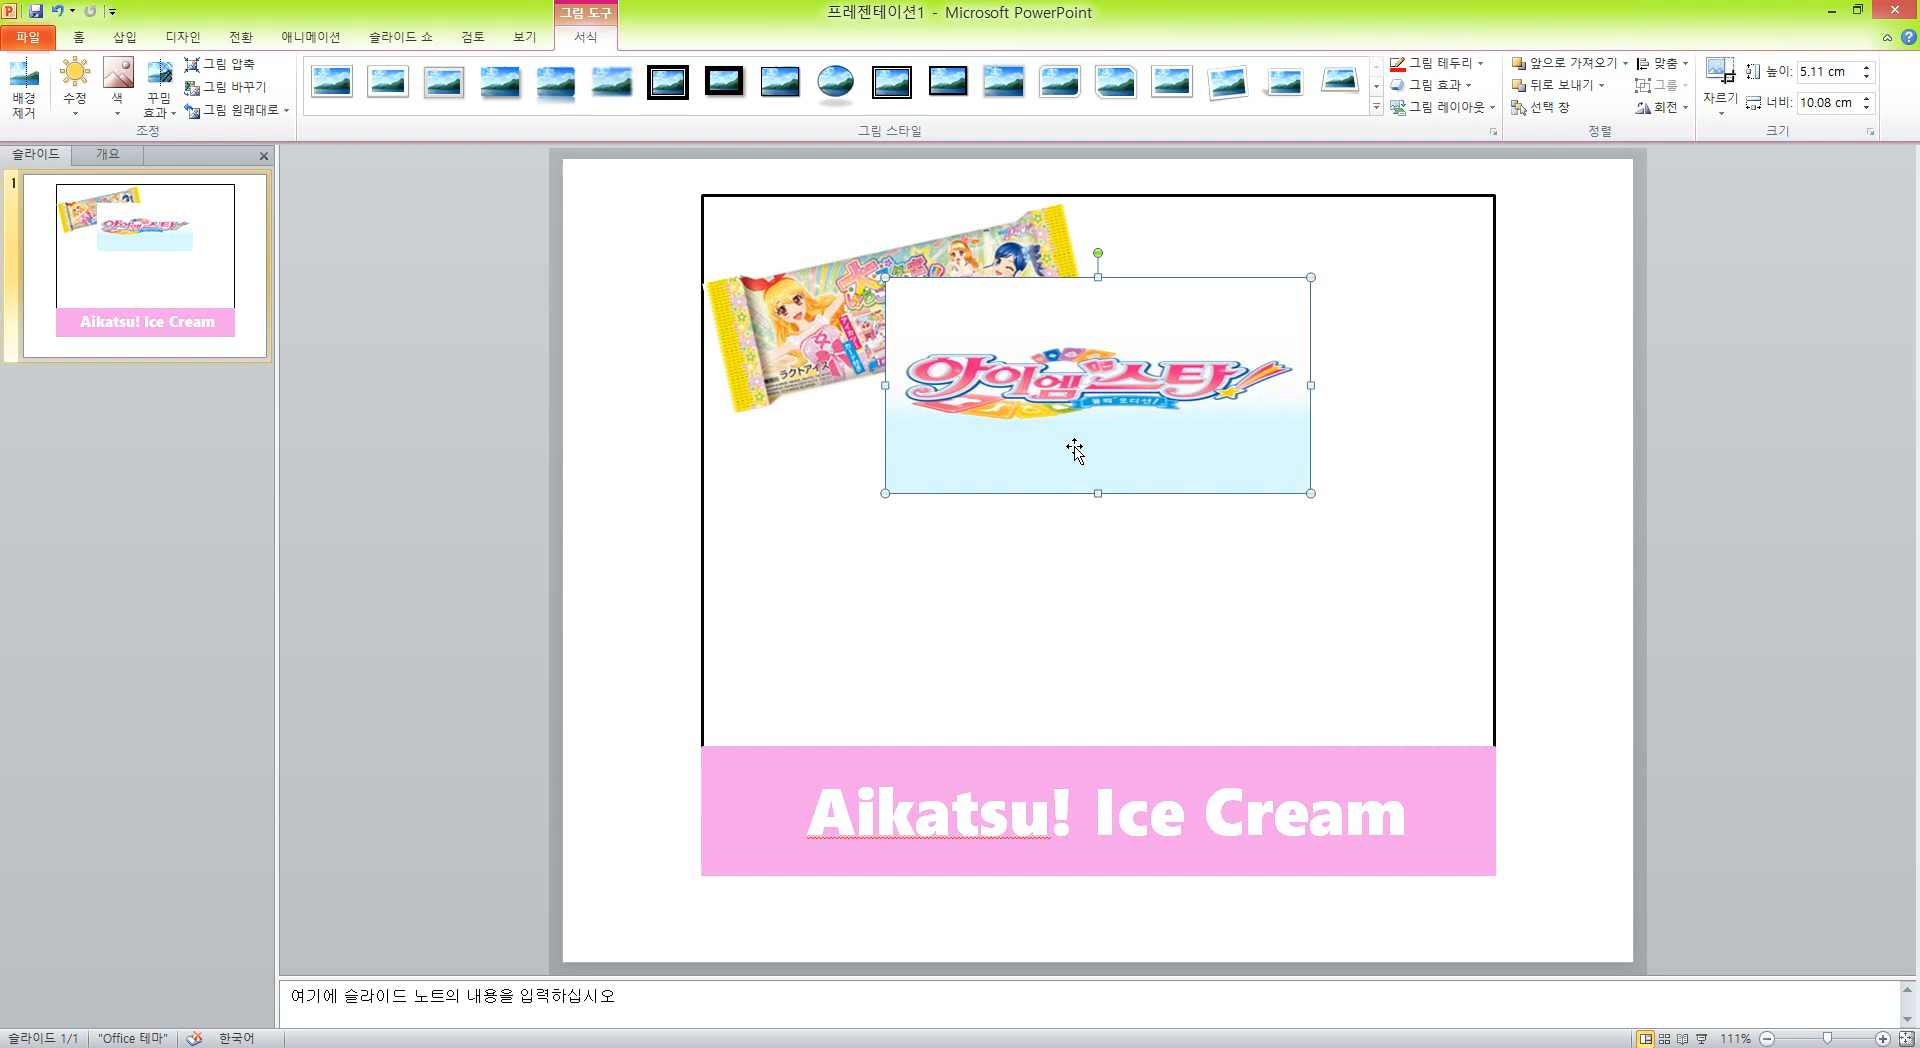 그림 도구
프레젠테이션1 - Microsoft PowerPoint
파일 홈 삽입 디자인 전환 애니메이션 슬라이드 쇼 검토 보기 서식
배경 제거
수정
색
꾸밈 효과
그림 압축
그림 바꾸기
그림 원래대로
조정
그림 스타일
그림 테두리
그림 효과
그림 레이아웃
앞으로 가져오기
뒤로 보내기
선택 창
맞춤
그룹
회전
정렬
자르기
높이: 5.11 cm
너비: 10.08 cm
크기
슬라이드 개요
1
Aikatsu! Ice Cream
ラクトアイス
아이엠스타!
꿈의 오디션!
Aikatsu! Ice Cream
여기에 슬라이드 노트의 내용을 입력하십시오
슬라이드 1/1 "Office 테마" 한국어 111%